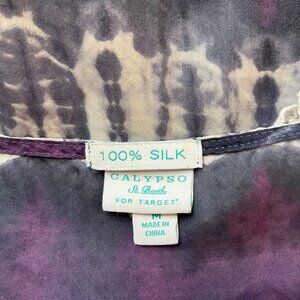 100% SILK
CALYPSO
St. Barth
FOR TARGET®
M
MADE IN
CHINA